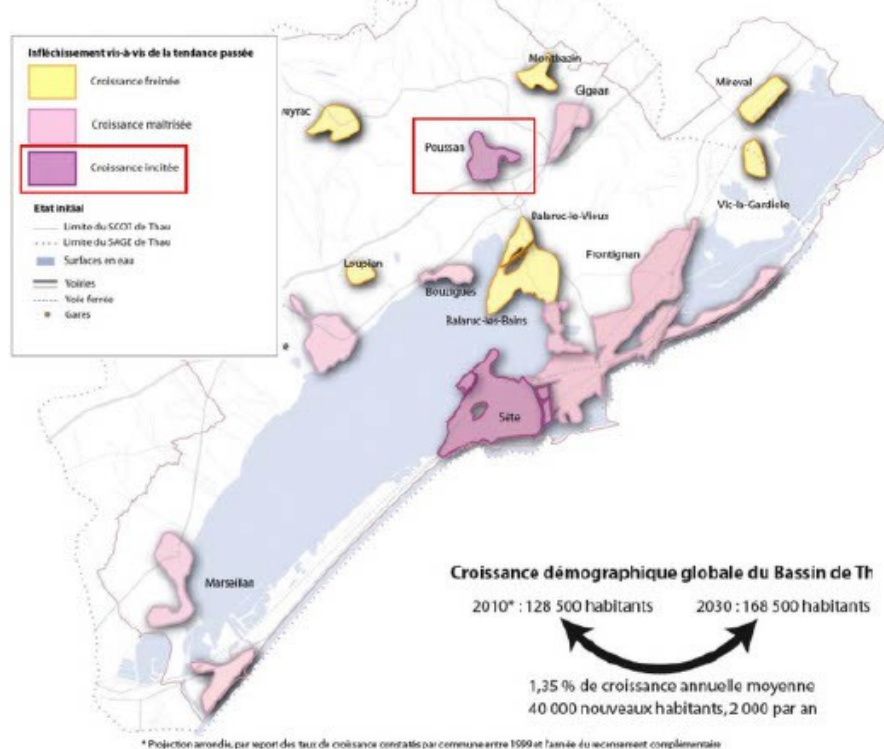 Infléchissement vis-à-vis de la tendance passée
Croissance freinée
Croissance maîtrisée
Croissance incitée
Etat initial
Limite du SCOT de Thau
Limite du SAGE de Thau
Surfaces en eau
Voiries
Voie ferrée
Gares
Montbazin
Gigean
Mireval
eyrac
Poussan
Vic-la-Gardiole
Balaruc-le-Vieux
Frontignan
Loupian
Bouzigues
Balaruc-les-Bains
Sète
Marseillan
Croissance démographique globale du Bassin de Th
2010* : 128 500 habitants 2030 : 168 500 habitants
1,35 % de croissance annuelle moyenne
40 000 nouveaux habitants, 2 000 par an
* Projection arrondie, par report des taux de croissance constatés par commune entre 1999 et l'année du recensement complémentaire